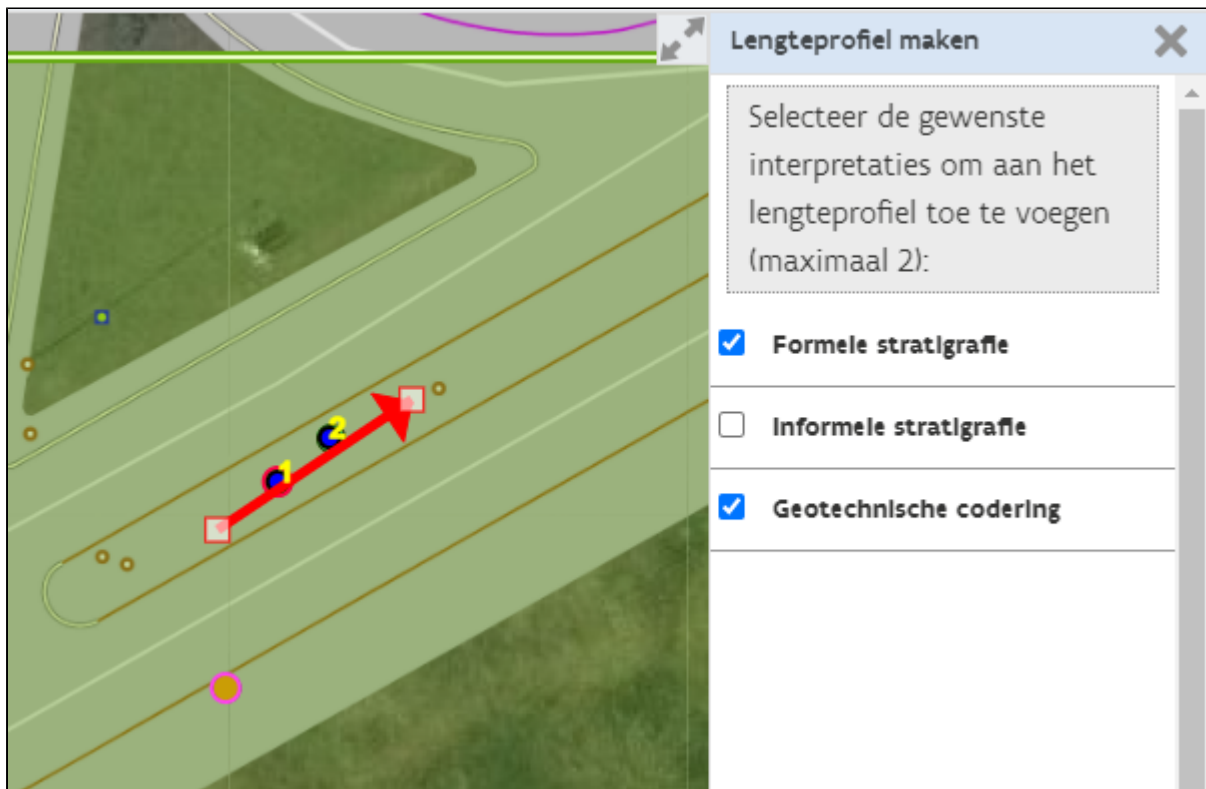 Lengteprofiel maken
Selecteer de gewenste
interpretaties om aan het
lengteprofiel toe te voegen
(maximaal 2):
Formele stratigrafie
Informele stratigrafie
Geotechnische codering
2
1